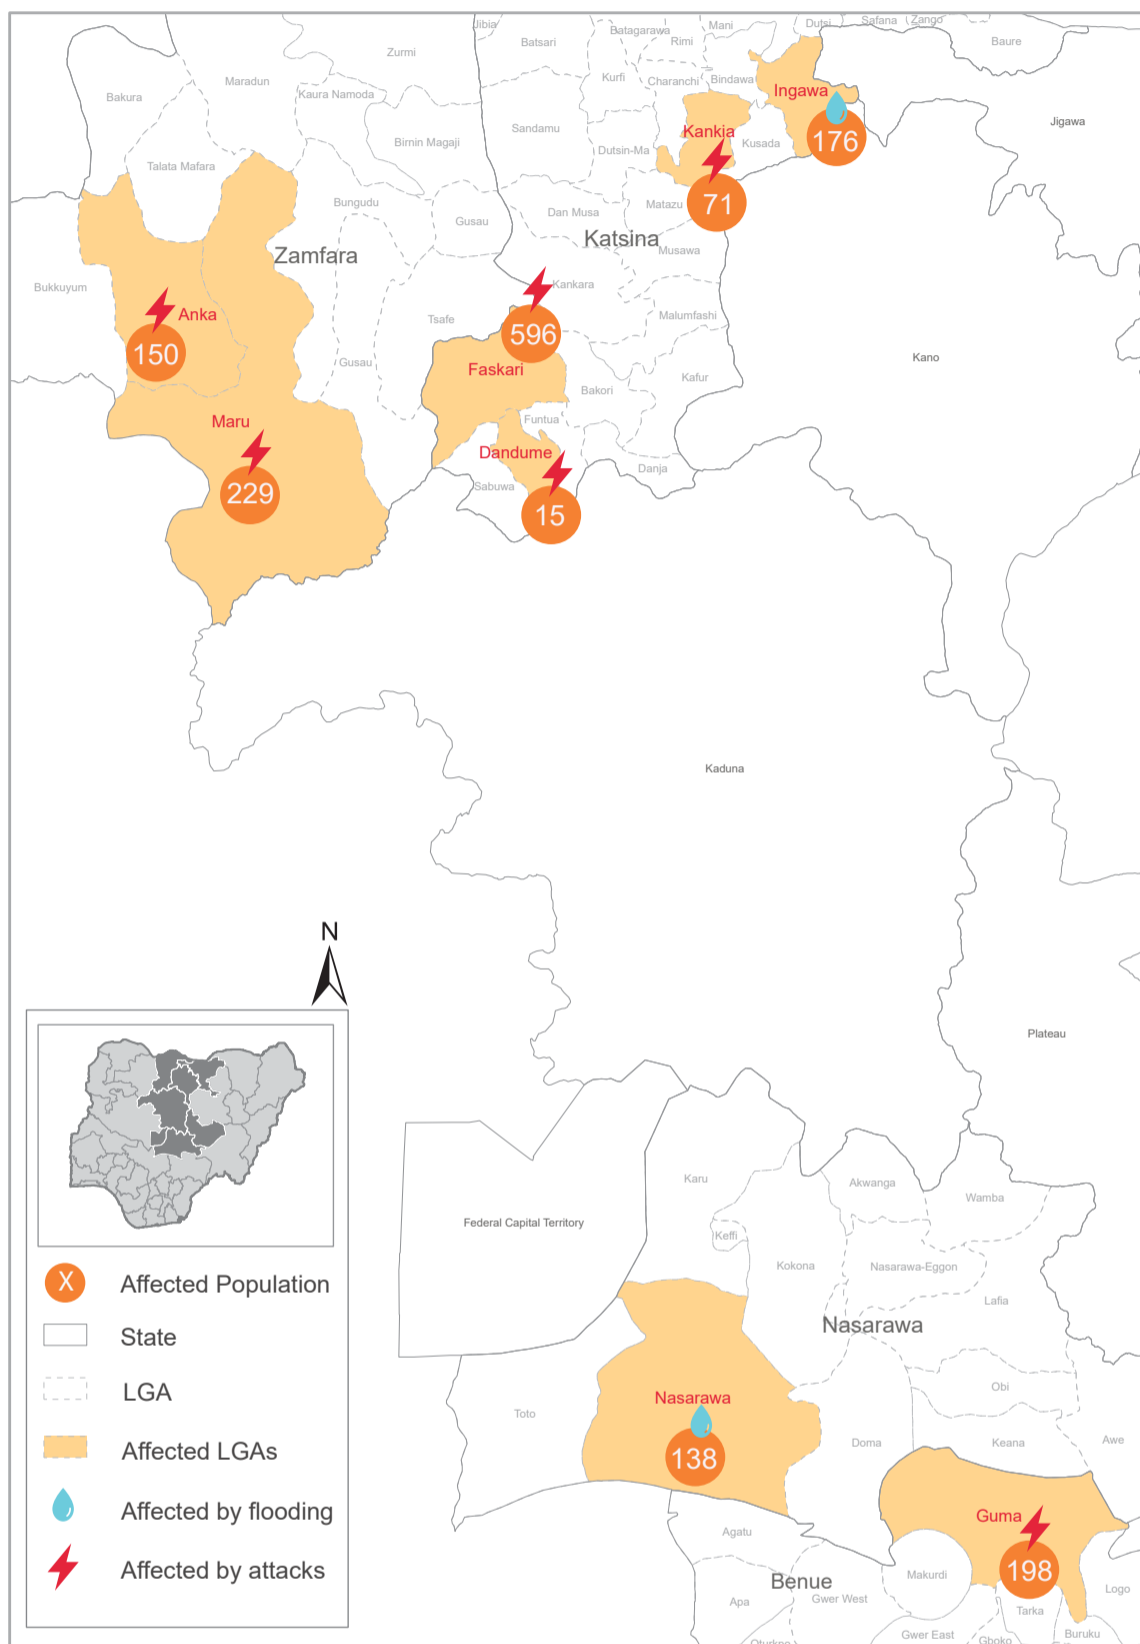 Jibia
Batsari
Batagarawa
Mani
Dutsi
Safana
Zango
Rimi
Baure
Zurmi
Maradun
Kurfi
Charanchi
Bindawa
Ingawa
Bakura
Kaura Namoda
176
Jigawa
Sandamu
Kankia
Kusada
Birnin Magaji
Dutsin-Ma
Talata Mafara
71
Bungudu
Gusau
Dan Musa
Matazu
Katsina
Musawa
Zamfara
Bukkuyum
Kankara
Anka
Tsafe
Malumfashi
596
150
Gusau
Faskari
Kano
Kafur
Bakori
Maru
Funtua
Dandume
Danja
Sabuwa
229
15
Kaduna
N
Plateau
Karu
Akwanga
Wamba
Federal Capital Territory
Keffi
Kokona
Nasarawa-Eggon
Lafia
Nasarawa
X Affected Population
State
LGA
Affected LGAs
Affected by flooding
Affected by attacks
Obi
Nasarawa
Toto
Doma
Keana
Awe
138
Guma
Agatu
198
Makurdi
Benue
Logo
Apa
Gwer West
Tarka
Gwer East
Gboko
Buruku
Oturkpo